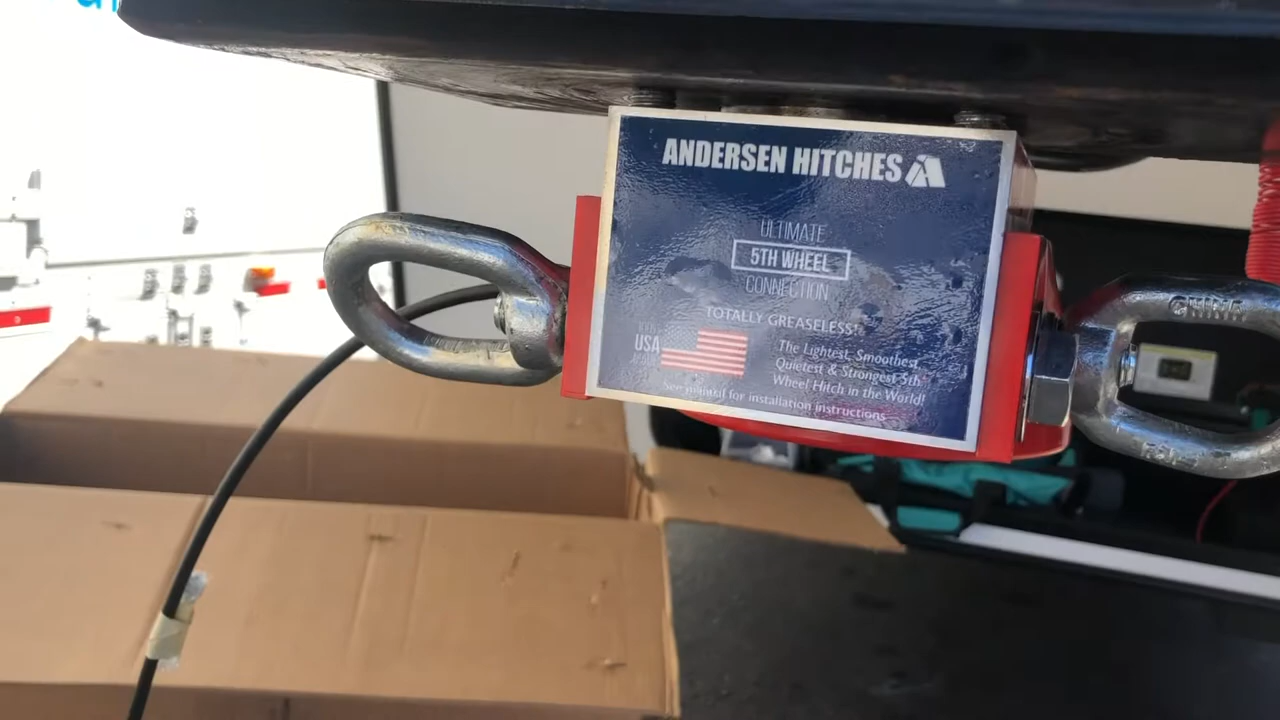 ANDERSEN HITCHES
ULTIMATE
5TH WHEEL
CONNECTION
TOTALLY GREASELESS!
USA
The Lightest, Smoothest
Quietest & Strongest 5th
Wheel Hitch in the World!
See manual for installation instructions
CHINA